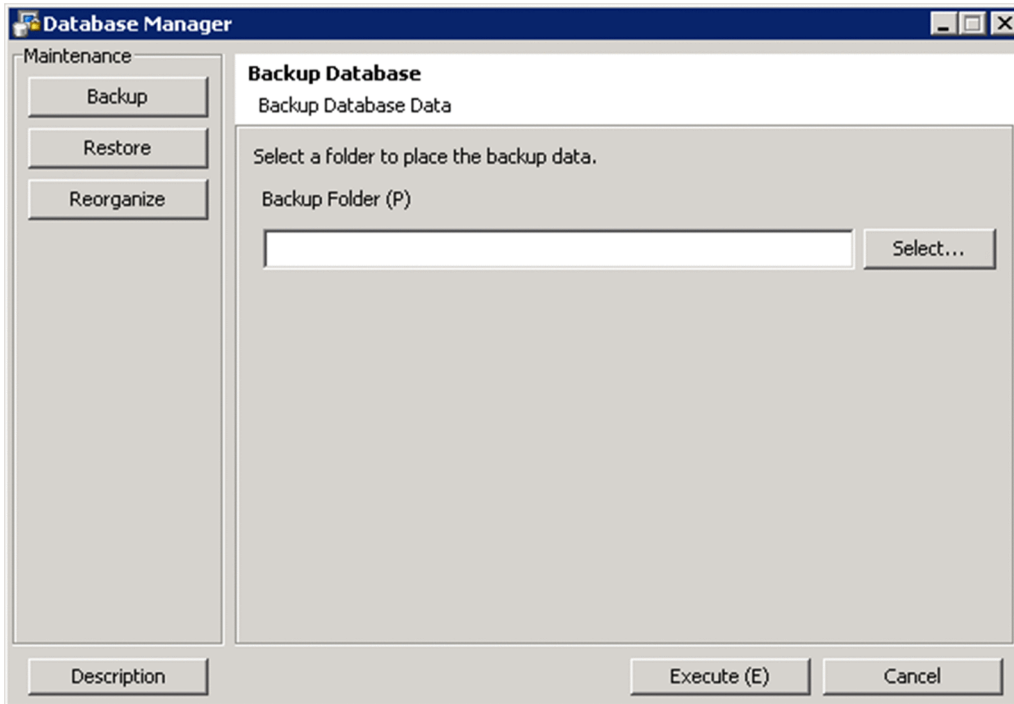 Database Manager
Maintenance
Backup
Restore
Reorganize
Backup Database
Backup Database Data
Select a folder to place the backup data.
Backup Folder (P)
Select...
Description
Execute (E)
Cancel